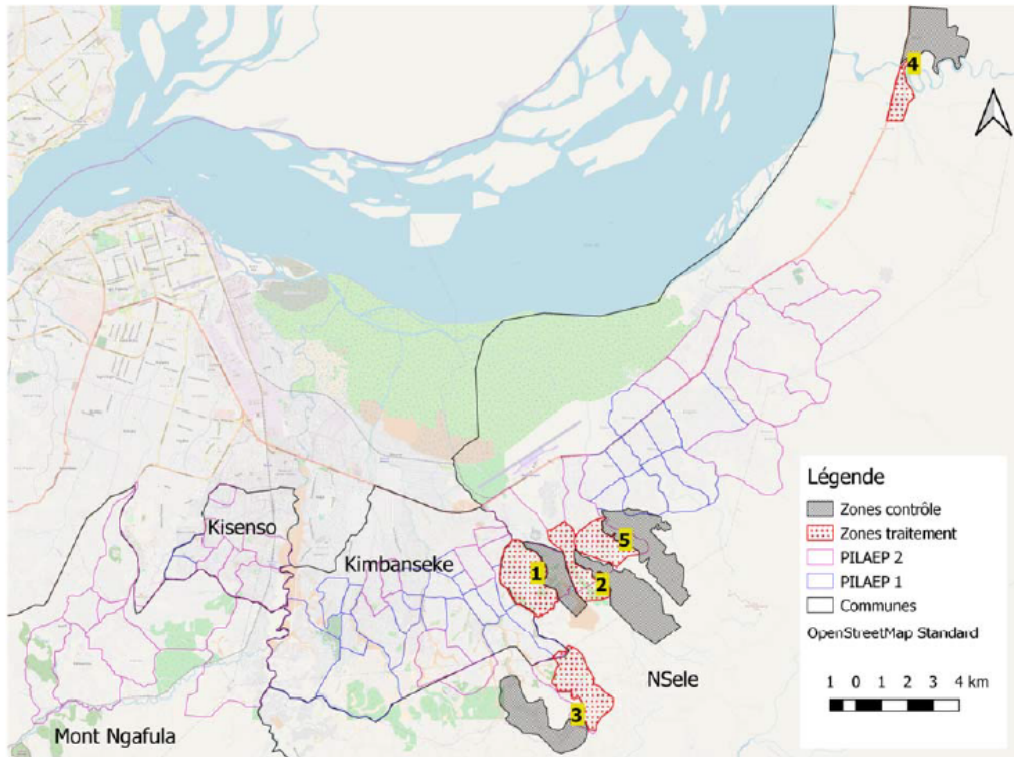 4
Kisenso
Kimbanseke
5
1
2
NSele
3
Mont Ngafula
Légende
Zones contrôle
Zones traitement
PILAEP 2
PILAEP 1
Communes
OpenStreetMap Standard
1 0 1 2 3 4 km